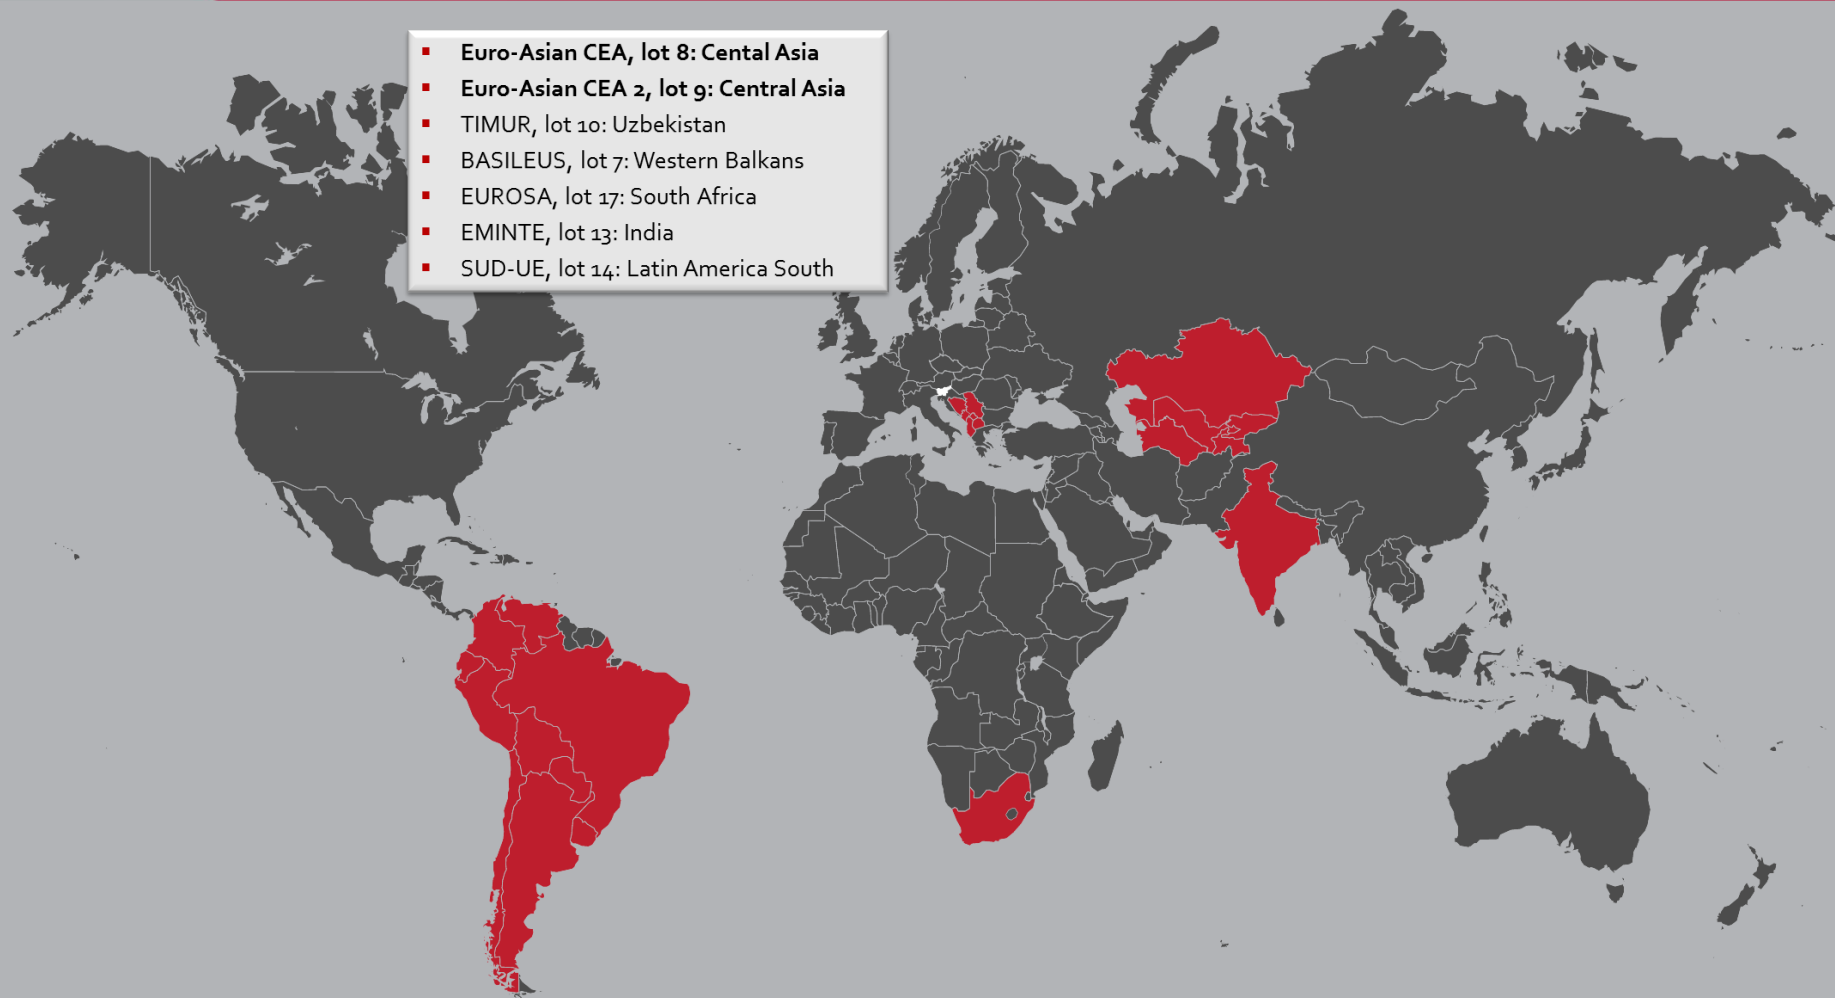 Euro-Asian CEA, lot 8: Cental Asia
Euro-Asian CEA 2, lot 9: Central Asia
TIMUR, lot 10: Uzbekistan
BASILEUS, lot 7: Western Balkans
EUROSA, lot 17: South Africa
EMINTE, lot 13: India
SUD-UE, lot 14: Latin America South